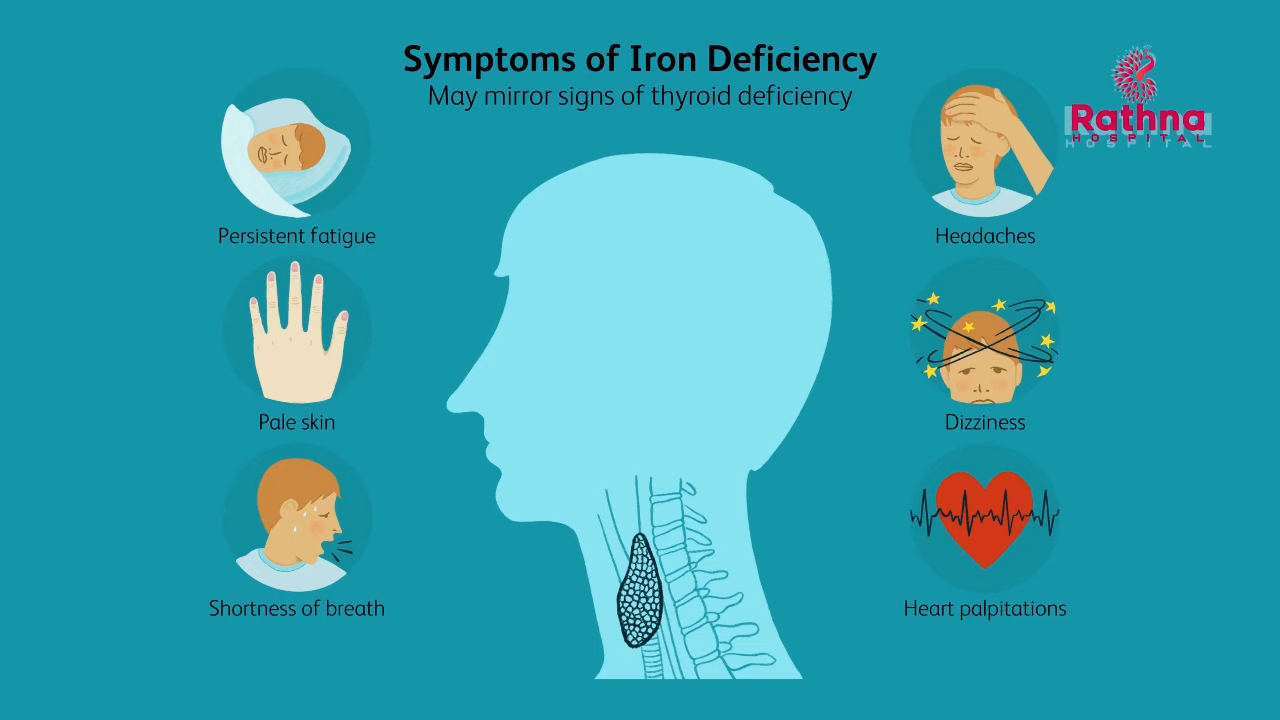 Symptoms of Iron Deficiency
May mirror signs of thyroid deficiency
Rathna
HOSPITAL
Persistent fatigue
Headaches
Pale skin
Dizziness
Shortness of breath
Heart palpitations